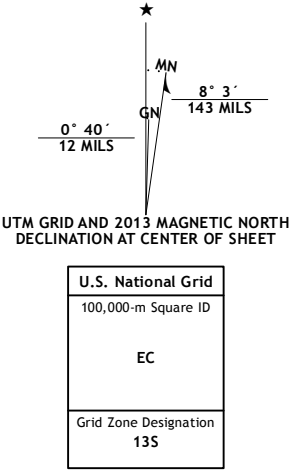 ★
MN
GN
8° 3´
143 MILS
0° 40´
12 MILS
UTM GRID AND 2013 MAGNETIC NORTH
DECLINATION AT CENTER OF SHEET
U.S. National Grid
100,000-m Square ID
EC
Grid Zone Designation
13S